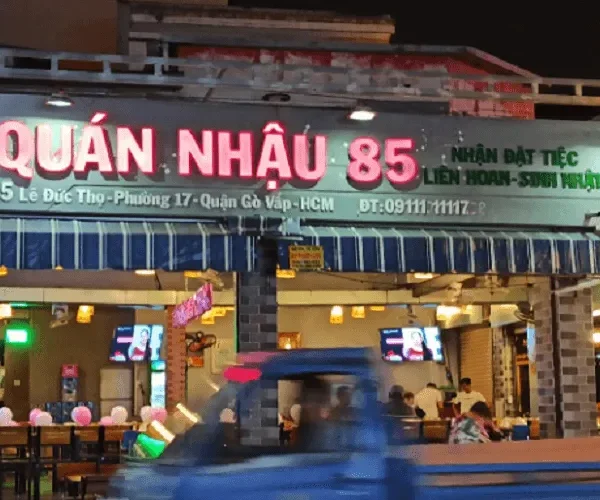 QUÁN NHẬU 85
NHẬN ĐẶT TIỆC
LIÊN HOAN-SINH NHẬT
5 Lê Đức Thọ-Phường 17-Quận Gò Vấp-HCM